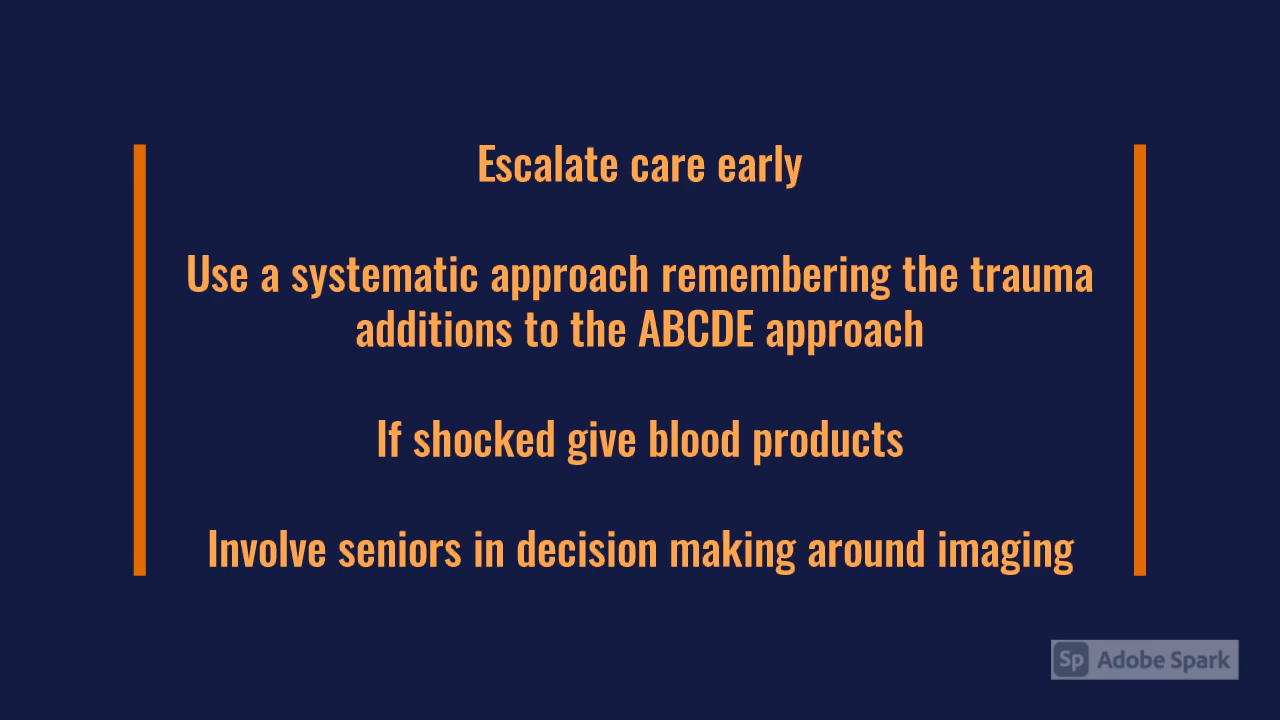 Escalate care early
Use a systematic approach remembering the trauma
additions to the ABCDE approach
If shocked give blood products
Involve seniors in decision making around imaging
Sp Adobe Spark